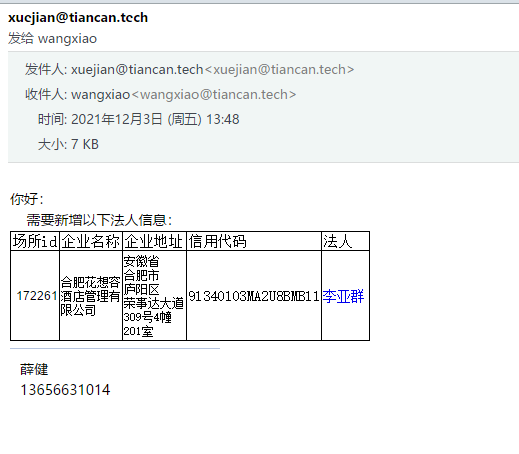 xuejian@tiancan.tech
发给 wangxiao
发件人: xuejian@tiancan.tech<xuejian@tiancan.tech>
收件人: wangxiao<wangxiao@tiancan.tech>
时间: 2021年12月3日 (周五) 13:48
大小: 7 KB
你好：
需要新增以下法人信息：
场所id 企业名称 企业地址 信用代码 法人
172261 合肥花想容 安徽省 91340103MA2U8BMB11 李亚群
酒店管理有 合肥市
限公司 庐阳区
荣事达大道
309号4幢
201室
薛健
13656631014